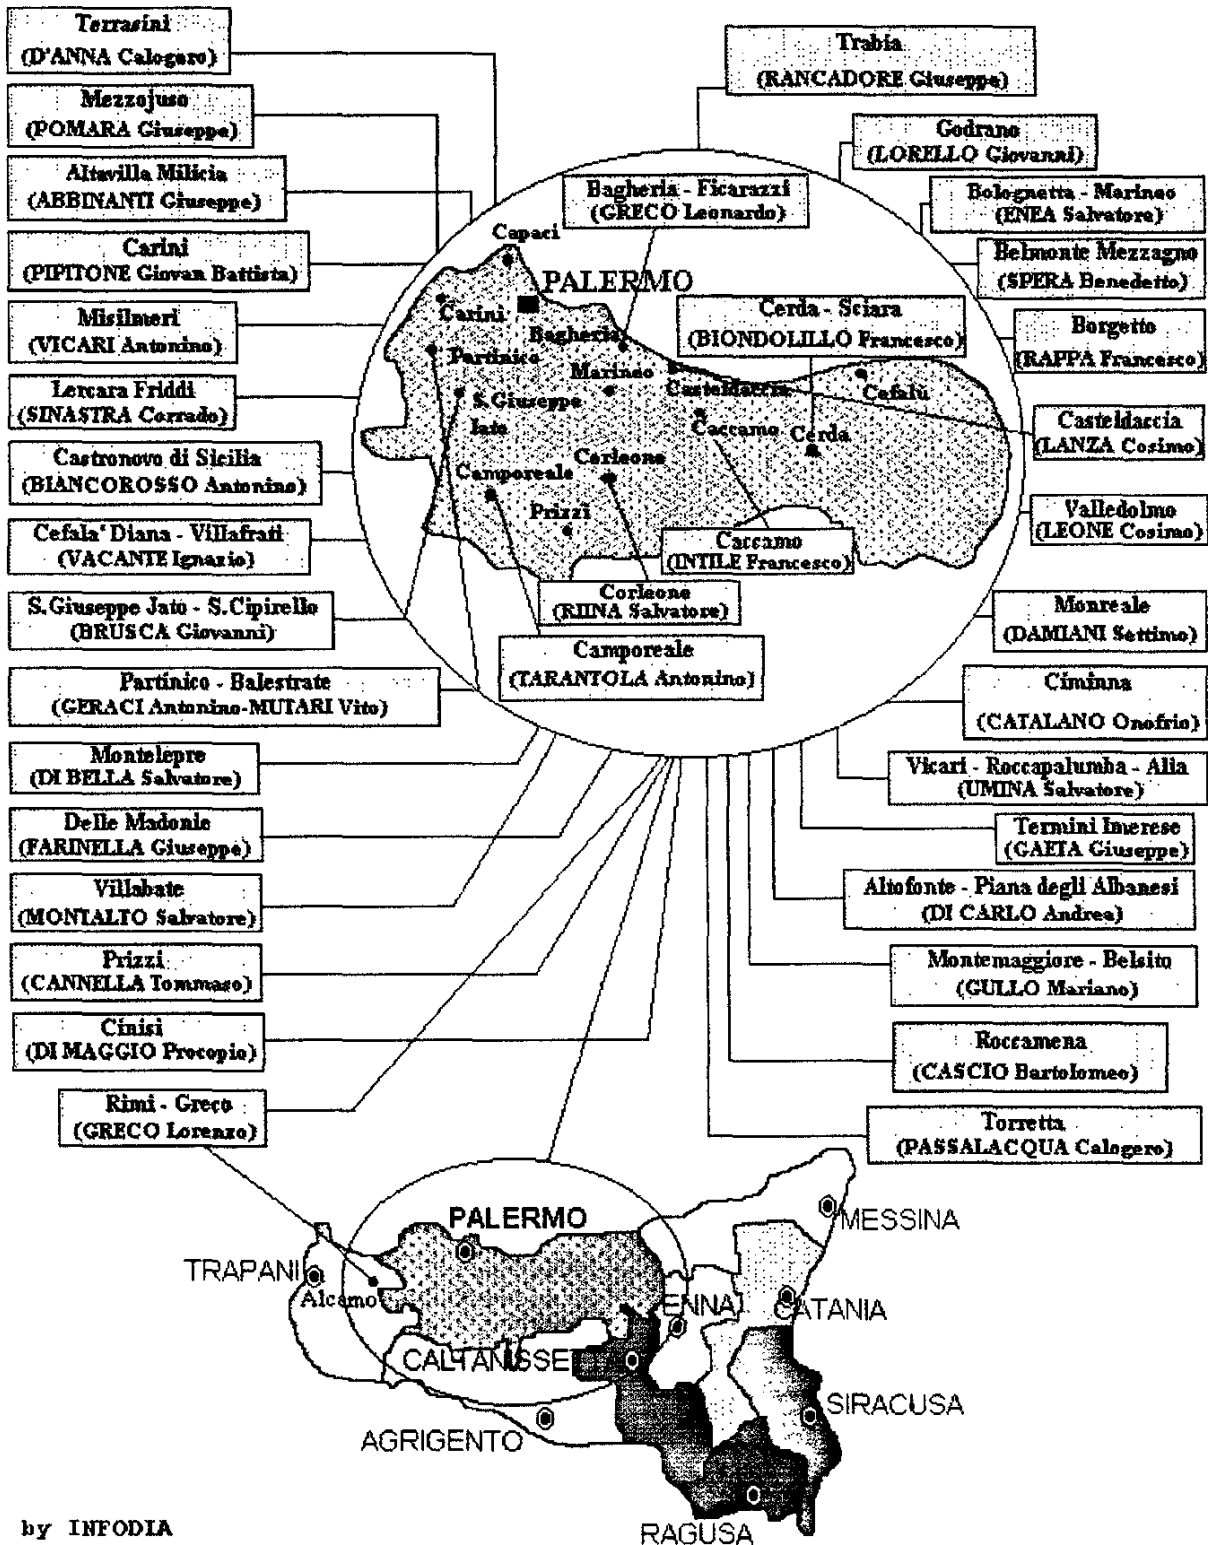 Terrasini
(D'ANNA Calogero)
Mezzojuso
(POMARA Giuseppe)
Altavilla Milicia
(ABBINANTI Giuseppe)
Carini
(PIPITONE Giovan Battista)
Misilmeri
(VICARI Antonino)
Lercara Friddi
(SINASTRA Corrado)
Castronovo di Sicilia
(BIANCOROSSO Antonino)
Cefala' Diana - Villafrati
(VACANTE Ignazio)
S.Giuseppe Jato - S.Cipirello
(BRUSCA Giovanni)
Partinico - Balestrate
(GERACI Antonino-MUTARI Vito)
Montelepre
(DI BELLA Salvatore)
Delle Madonie
(FARINELLA Giuseppe)
Villabate
(MONTALTO Salvatore)
Prizzi
(CANNELLA Tommaso)
Cinisi
(DI MAGGIO Procopio)
Rimi - Greco
(GRECO Lorenzo)
Trabia
(RANCADORE Giuseppe)
Godrano
(LORELLO Giovanni)
Bagheria - Ficarazzi
(GRECO Leonardo)
Bolognetta - Marineo
(ENEA Salvatore)
Belmonte Mezzagno
(SPERA Benedetto)
Cerda - Sciara
(BIONDOLILLO Francesco)
Borgetto
(RAPPA Francesco)
Casteldaccia
(LANZA Cosimo)
Valledolmo
(LEONE Cosimo)
Caccamo
(INTILE Francesco)
Corleone
(RIINA Salvatore)
Camporeale
(TARANTOLA Antonino)
Monreale
(DAMIANI Settimo)
Ciminna
(CATALANO Onofrio)
Vicari - Roccapalumba - Alia
(UMINA Salvatore)
Termini Imerese
(GAETA Giuseppe)
Altofonte - Piana degli Albanesi
(DI CARLO Andrea)
Montemaggiore - Belsito
(GULLO Mariano)
Roccamena
(CASCIO Bartolomeo)
Torretta
(PASSALACQUA Calogero)
Capaci
PALERMO
Carini
Bagheria
Partinico
Marineo
Casteldaccia
Cefalù
S.Giuseppe
Iato
Caccamo
Cerda
Corleone
Camporeale
Prizzi
PALERMO
MESSINA
TRAPANI
Alcamo
ENNA
CATANIA
CALTANISSETTA
SIRACUSA
AGRIGENTO
RAGUSA
by INFODIA